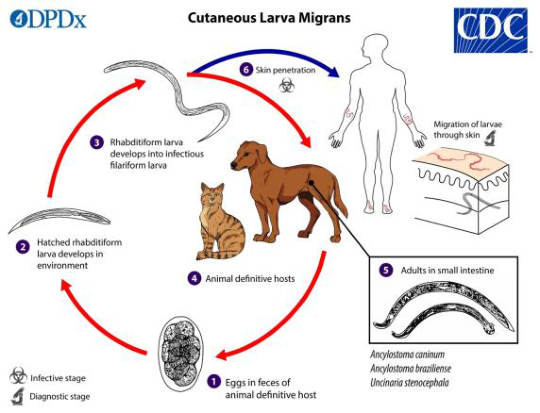 DPDx
Cutaneous Larva Migrans
CDC
6 Skin penetration
3 Rhabditiform larva
develops into infectious
filariform larva
Migration of larvae
through skin
2 Hatched rhabditiform
larva develops in
environment
4 Animal definitive hosts
5 Adults in small intestine
Ancylostoma caninum
Ancylostoma braziliense
Uncinaria stenocephala
1 Eggs in feces of
animal definitive host
Infective stage
Diagnostic stage